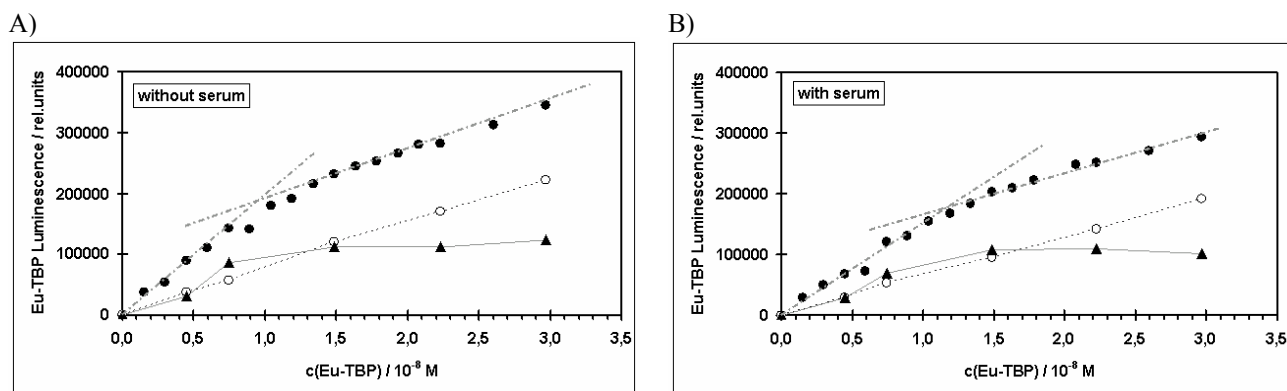 A)
B)
Eu-TBP Luminescence / rel.units
400000
300000
200000
100000
0
without serum
0,0 0,5 1,0 1,5 2,0 2,5 3,0 3,5
c(Eu-TBP) / 10⁻⁸ M
Eu-TBP Luminescence / rel.units
400000
300000
200000
100000
0
with serum
0,0 0,5 1,0 1,5 2,0 2,5 3,0 3,5
c(Eu-TBP) / 10⁻⁸ M